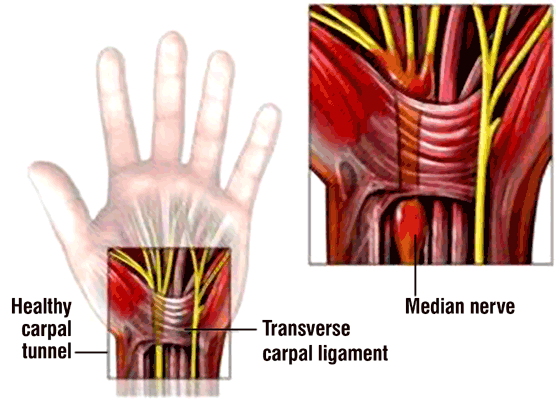 Healthy
carpal
tunnel
Transverse
carpal ligament
Median nerve